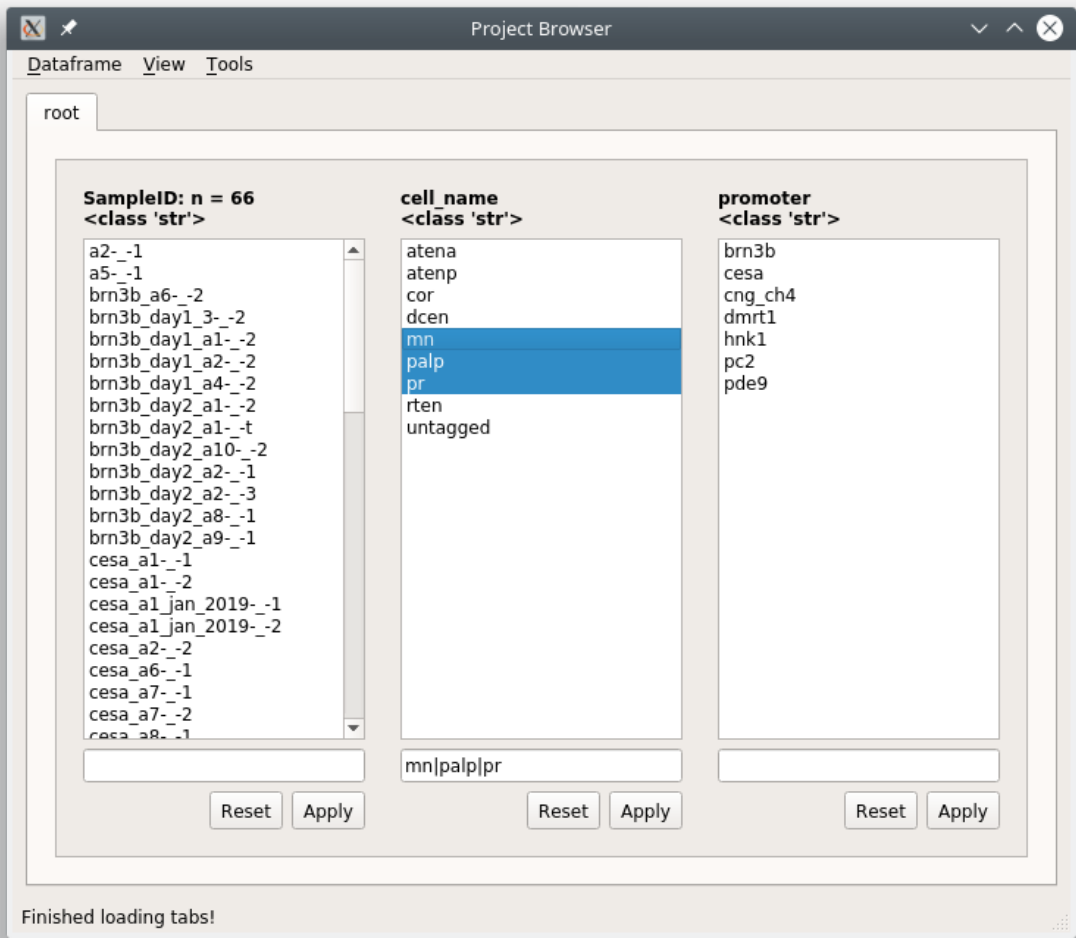 Project Browser
Dataframe View Tools
root
SampleID: n = 66
<class 'str'>
a2-_-1
a5-_-1
brn3b_a6-_-2
brn3b_day1_3-_-2
brn3b_day1_a1-_-2
brn3b_day1_a2-_-2
brn3b_day1_a4-_-2
brn3b_day2_a1-_-2
brn3b_day2_a1-_-t
brn3b_day2_a10-_-2
brn3b_day2_a2-_-1
brn3b_day2_a2-_-3
brn3b_day2_a8-_-1
brn3b_day2_a9-_-1
cesa_a1-_-1
cesa_a1-_-2
cesa_a1_jan_2019-_-1
cesa_a1_jan_2019-_-2
cesa_a2-_-2
cesa_a6-_-1
cesa_a7-_-1
cesa_a7-_-2
cesa_a8-_-1
Reset Apply
cell_name
<class 'str'>
atena
atenp
cor
dcen
mn
palp
pr
rten
untagged
mn|palp|pr
Reset Apply
promoter
<class 'str'>
brn3b
cesa
cng_ch4
dmrt1
hnk1
pc2
pde9
Reset Apply
Finished loading tabs!